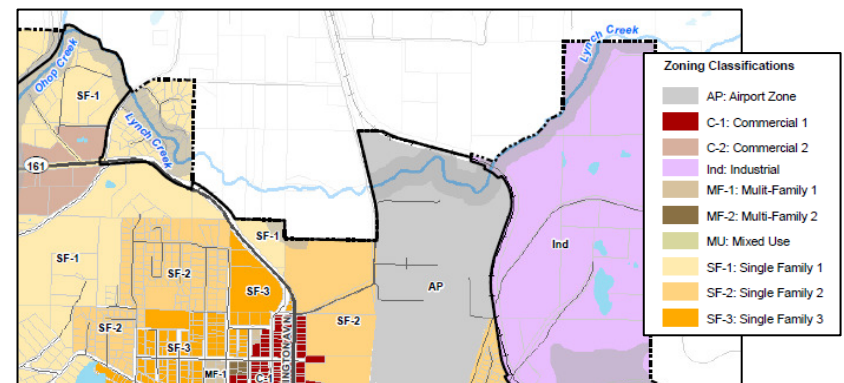 Ohop Creek
SF-1
Lynch Creek
161
Lynch Creek
SF-1
SF-1
SF-2
SF-3
SF-2
SF-2
SF-3
MF-1
C-1
INGTON AV N
AP
Ind
Zoning Classifications
AP: Airport Zone
C-1: Commercial 1
C-2: Commercial 2
Ind: Industrial
MF-1: Mulit-Family 1
MF-2: Multi-Family 2
MU: Mixed Use
SF-1: Single Family 1
SF-2: Single Family 2
SF-3: Single Family 3